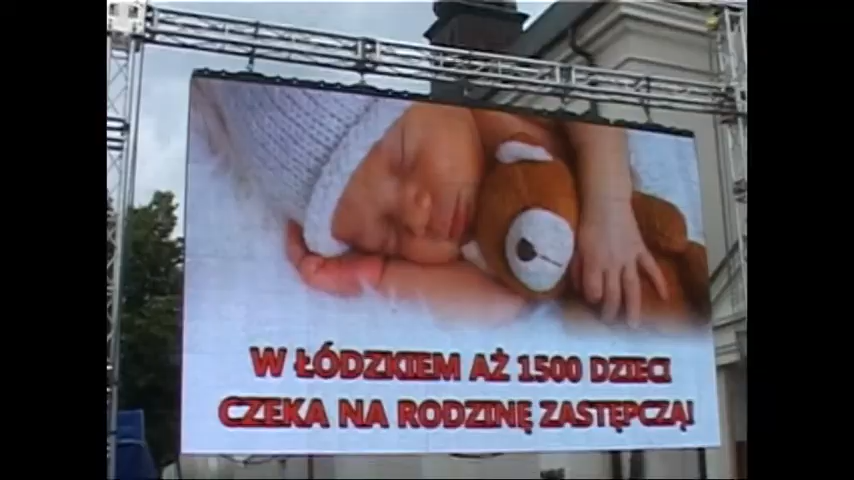 W ŁÓDZKIEM AŻ 1500 DZIECI
CZEKA NA RODZINĘ ZASTĘPCZĄ!